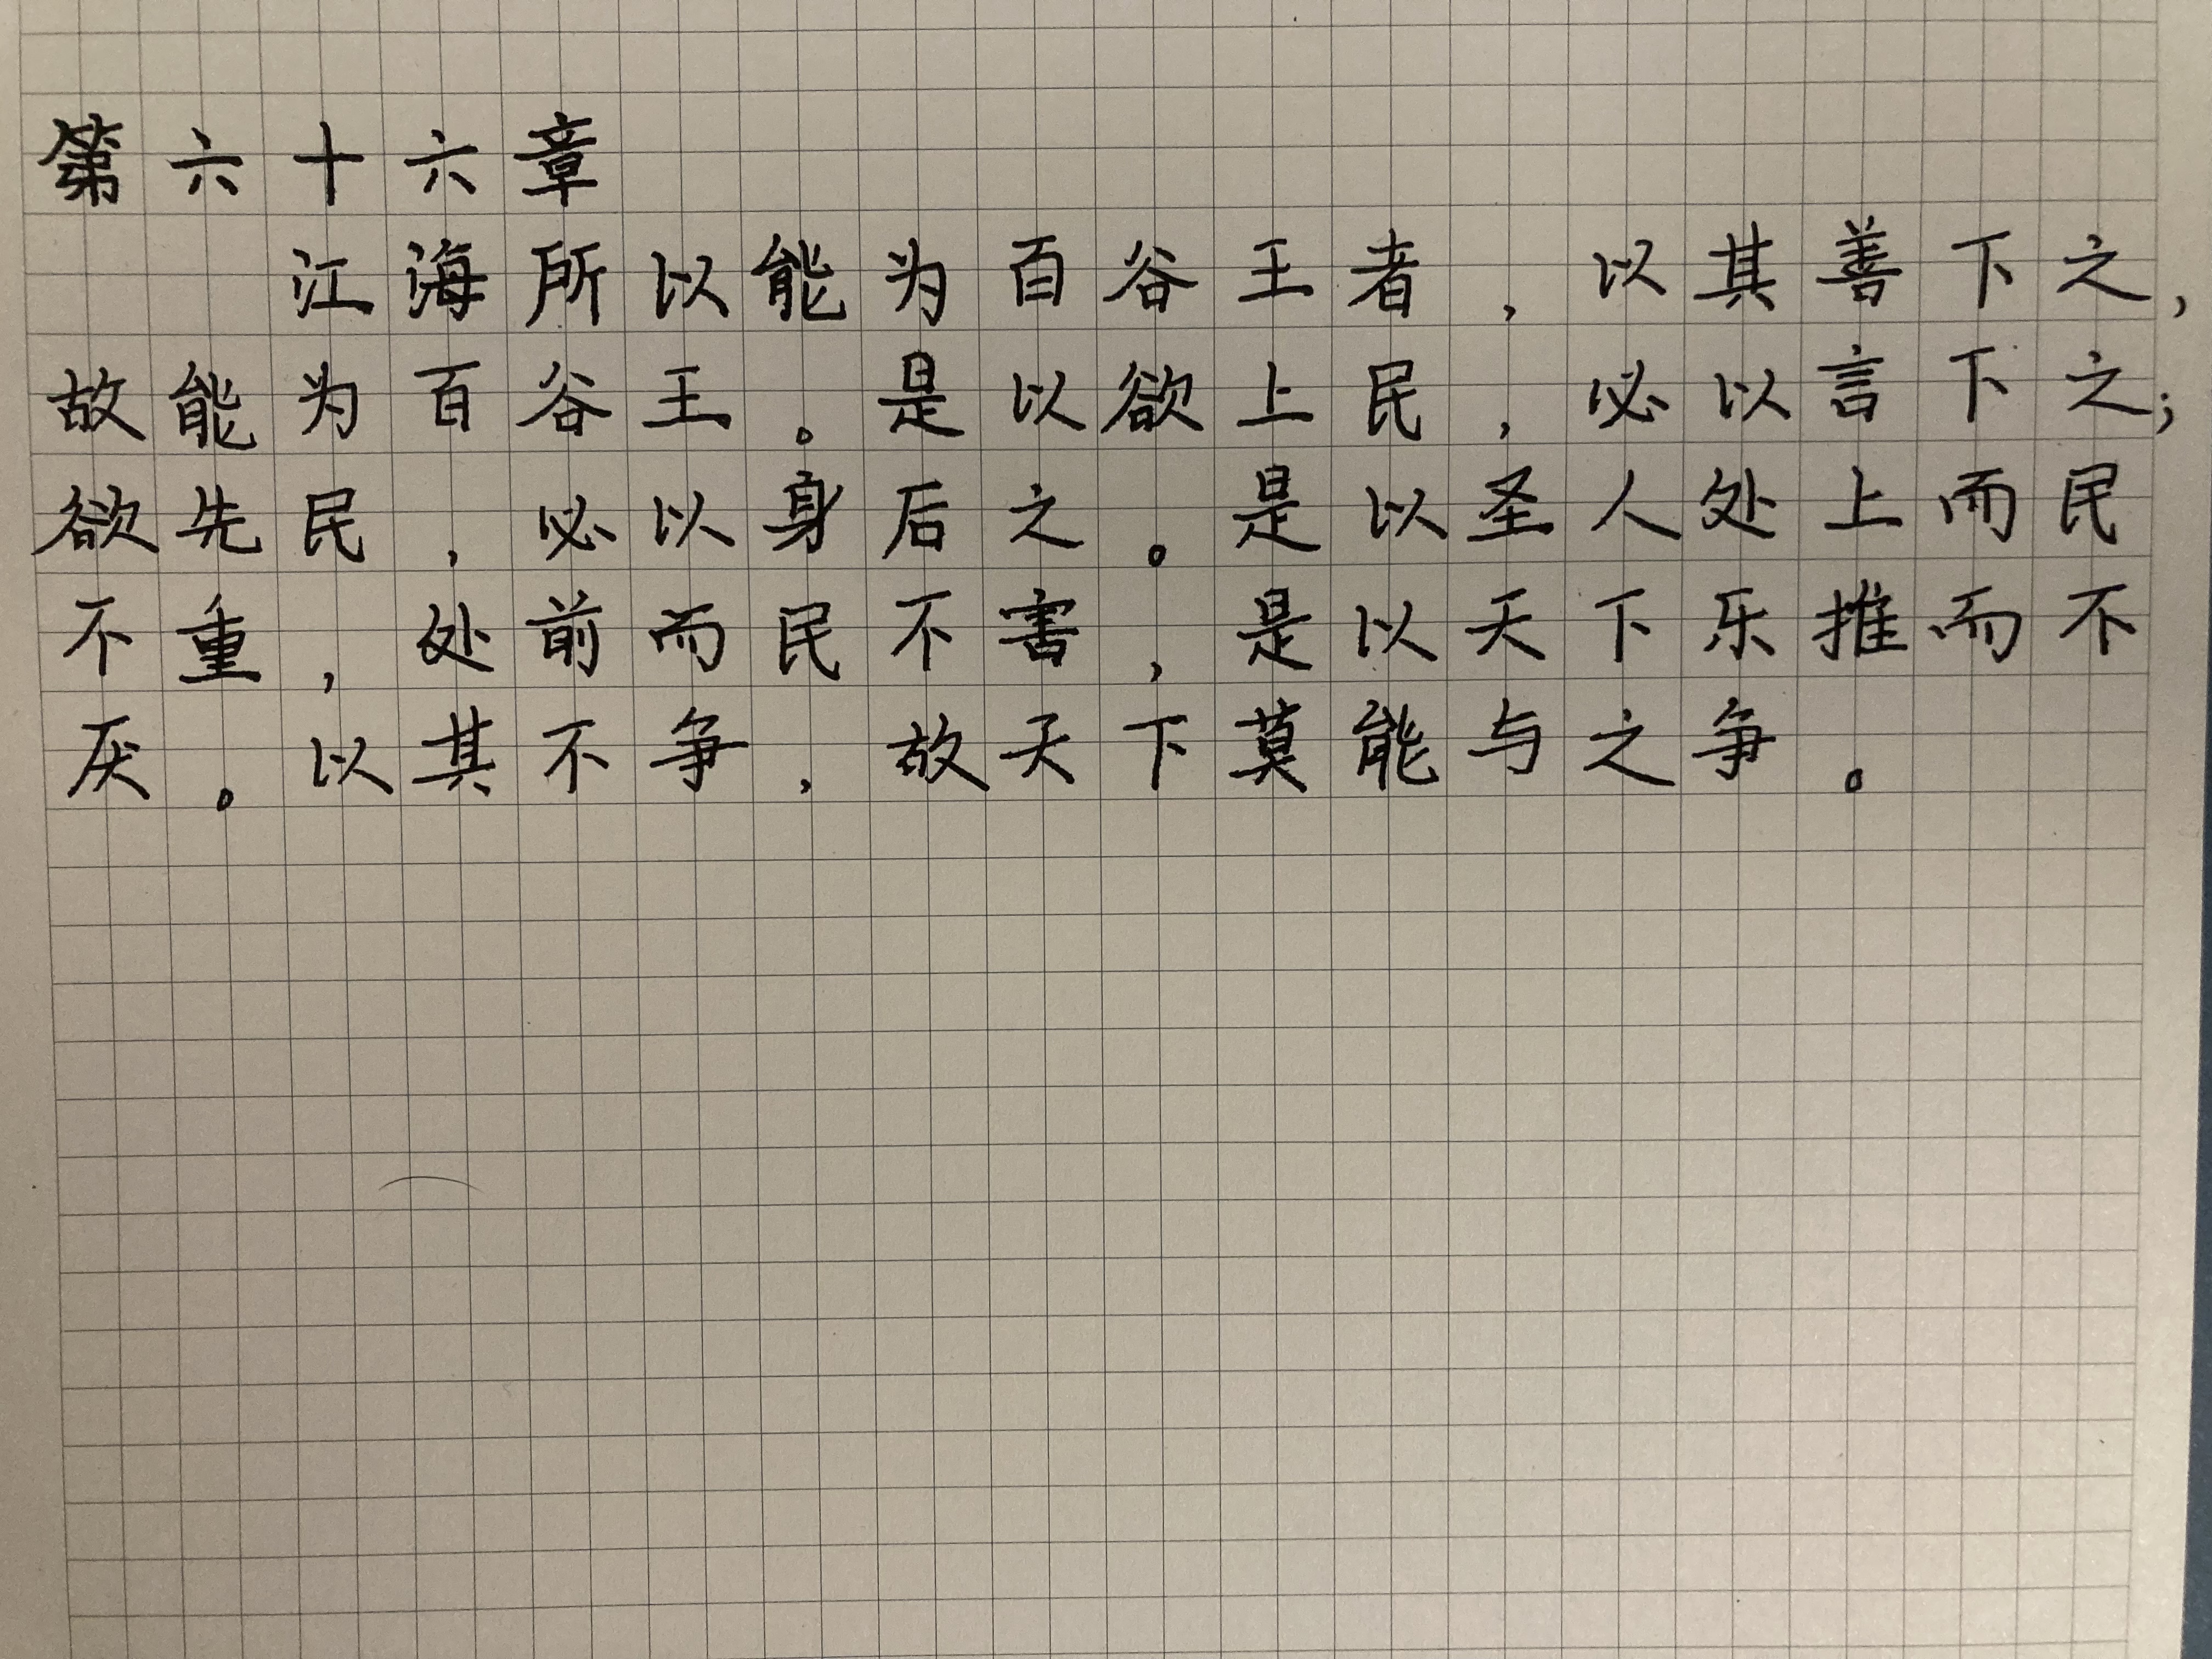 第六十六章
江海所以能为百谷王者，以其善下之，
故能为百谷王。是以欲上民，必以言下之；
欲先民，必以身后之。是以圣人处上而民
不重，处前而民不害，是以天下乐推而不
厌。以其不争，故天下莫能与之争。